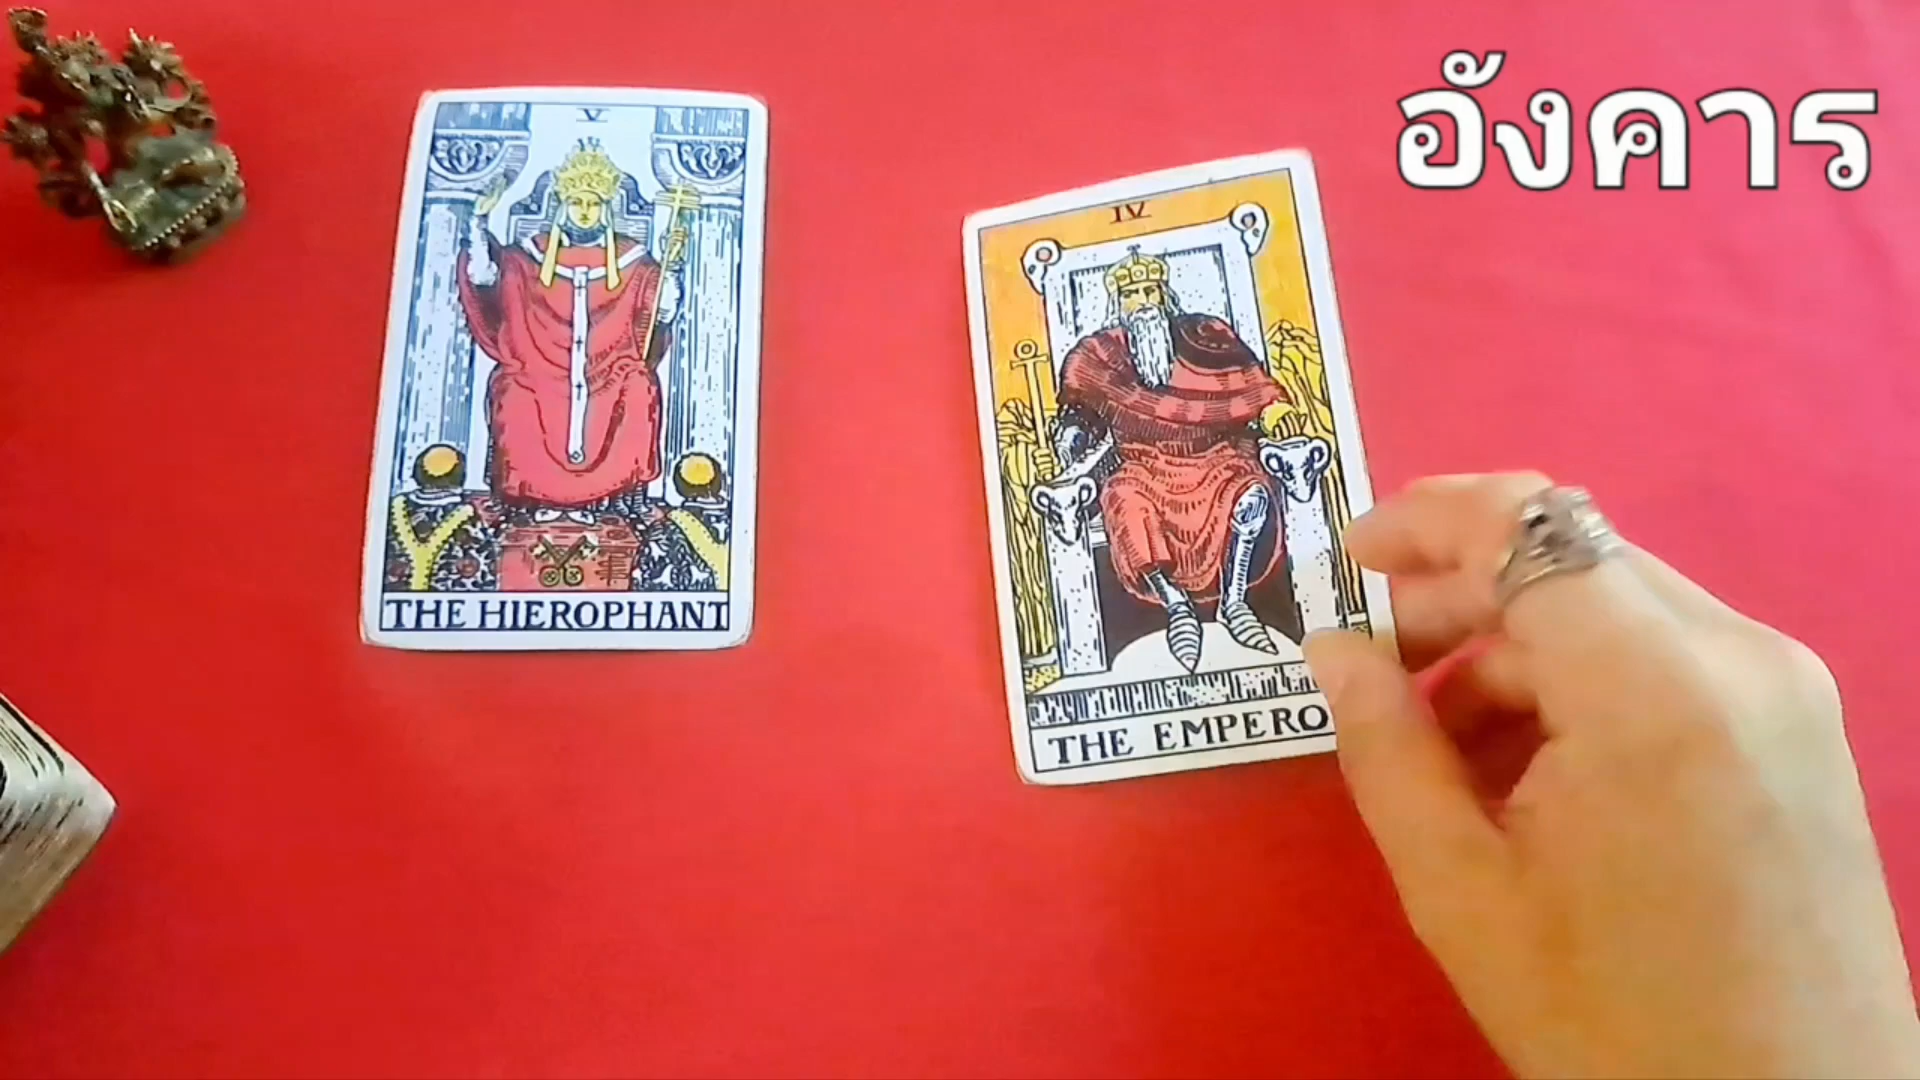 อังคาร
V
IV
THE HIEROPHANT
THE EMPERO